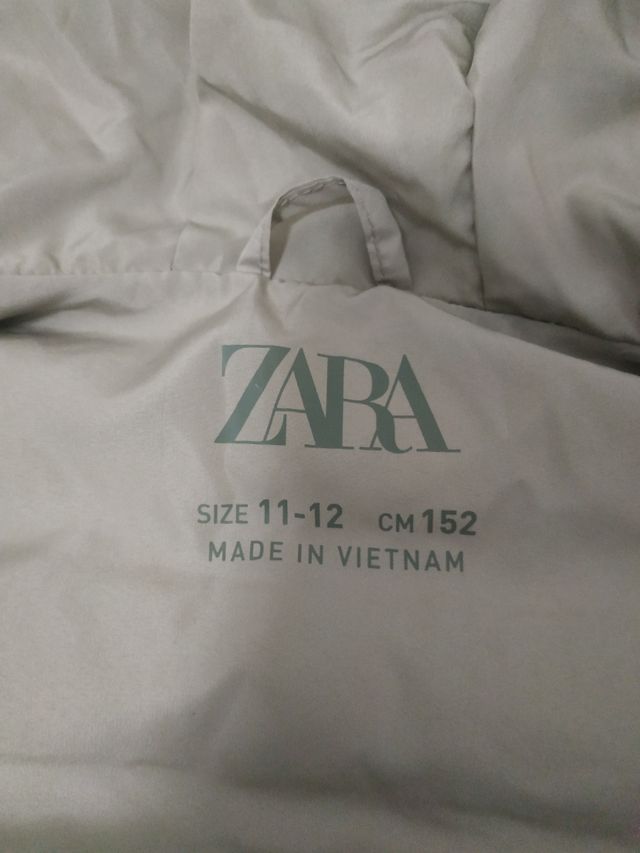 ZARA
SIZE 11-12 CM 152
MADE IN VIETNAM